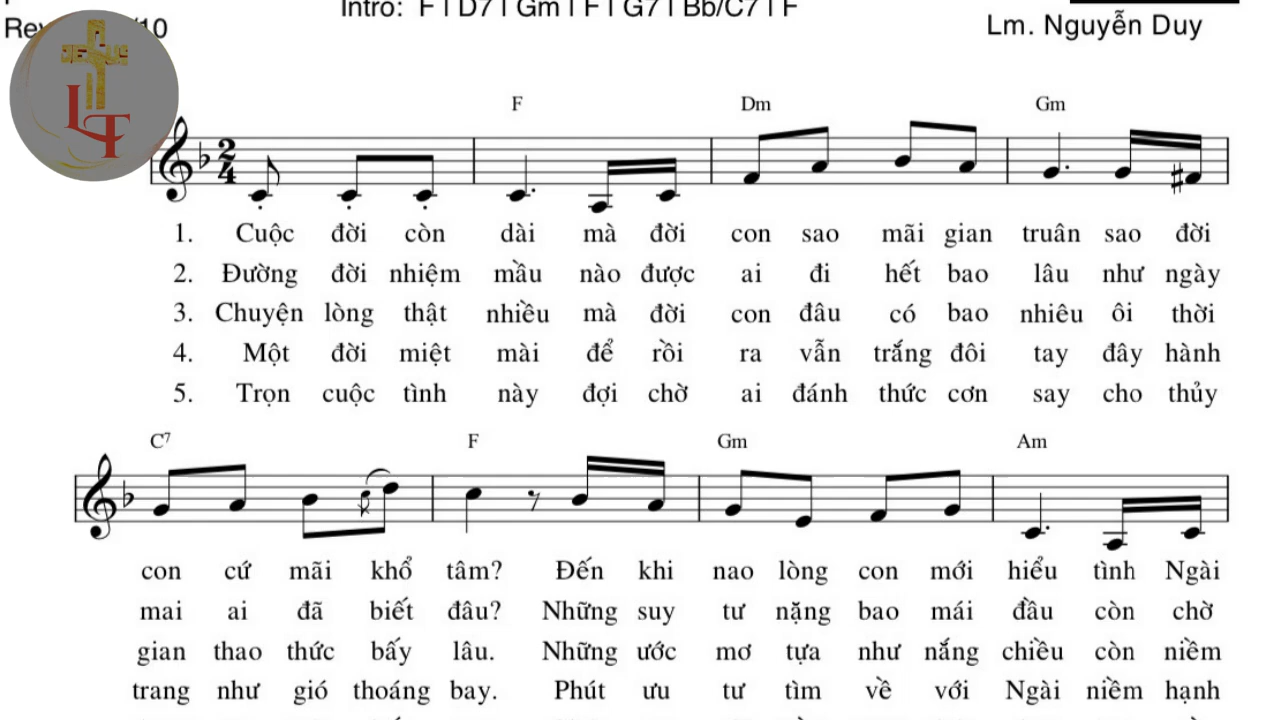 Intro: F | D7 | Gm | F | G7 | Bb/C7 | F
Rev 10
Lm. Nguyễn Duy
JESUS
LT
F Dm Gm
2/4
1. Cuộc đời còn dài mà đời con sao mãi gian truân sao đời
2. Đường đời nhiệm mầu nào được ai đi hết bao lâu như ngày
3. Chuyện lòng thật nhiều mà đời con đâu có bao nhiêu ôi thời
4. Một đời miệt mài để rồi ra vẫn trắng đôi tay đây hành
5. Trọn cuộc tình này đợi chờ ai đánh thức cơn say cho thủy
C7 F Gm Am
con cứ mãi khổ tâm? Đến khi nao lòng con mới hiểu tình Ngài
mai ai đã biết đâu? Những suy tư nặng bao mái đầu còn chờ
gian thao thức bấy lâu. Những ước mơ tựa như nắng chiều còn niềm
trang như gió thoáng bay. Phút ưu tư tìm về với Ngài niềm hạnh